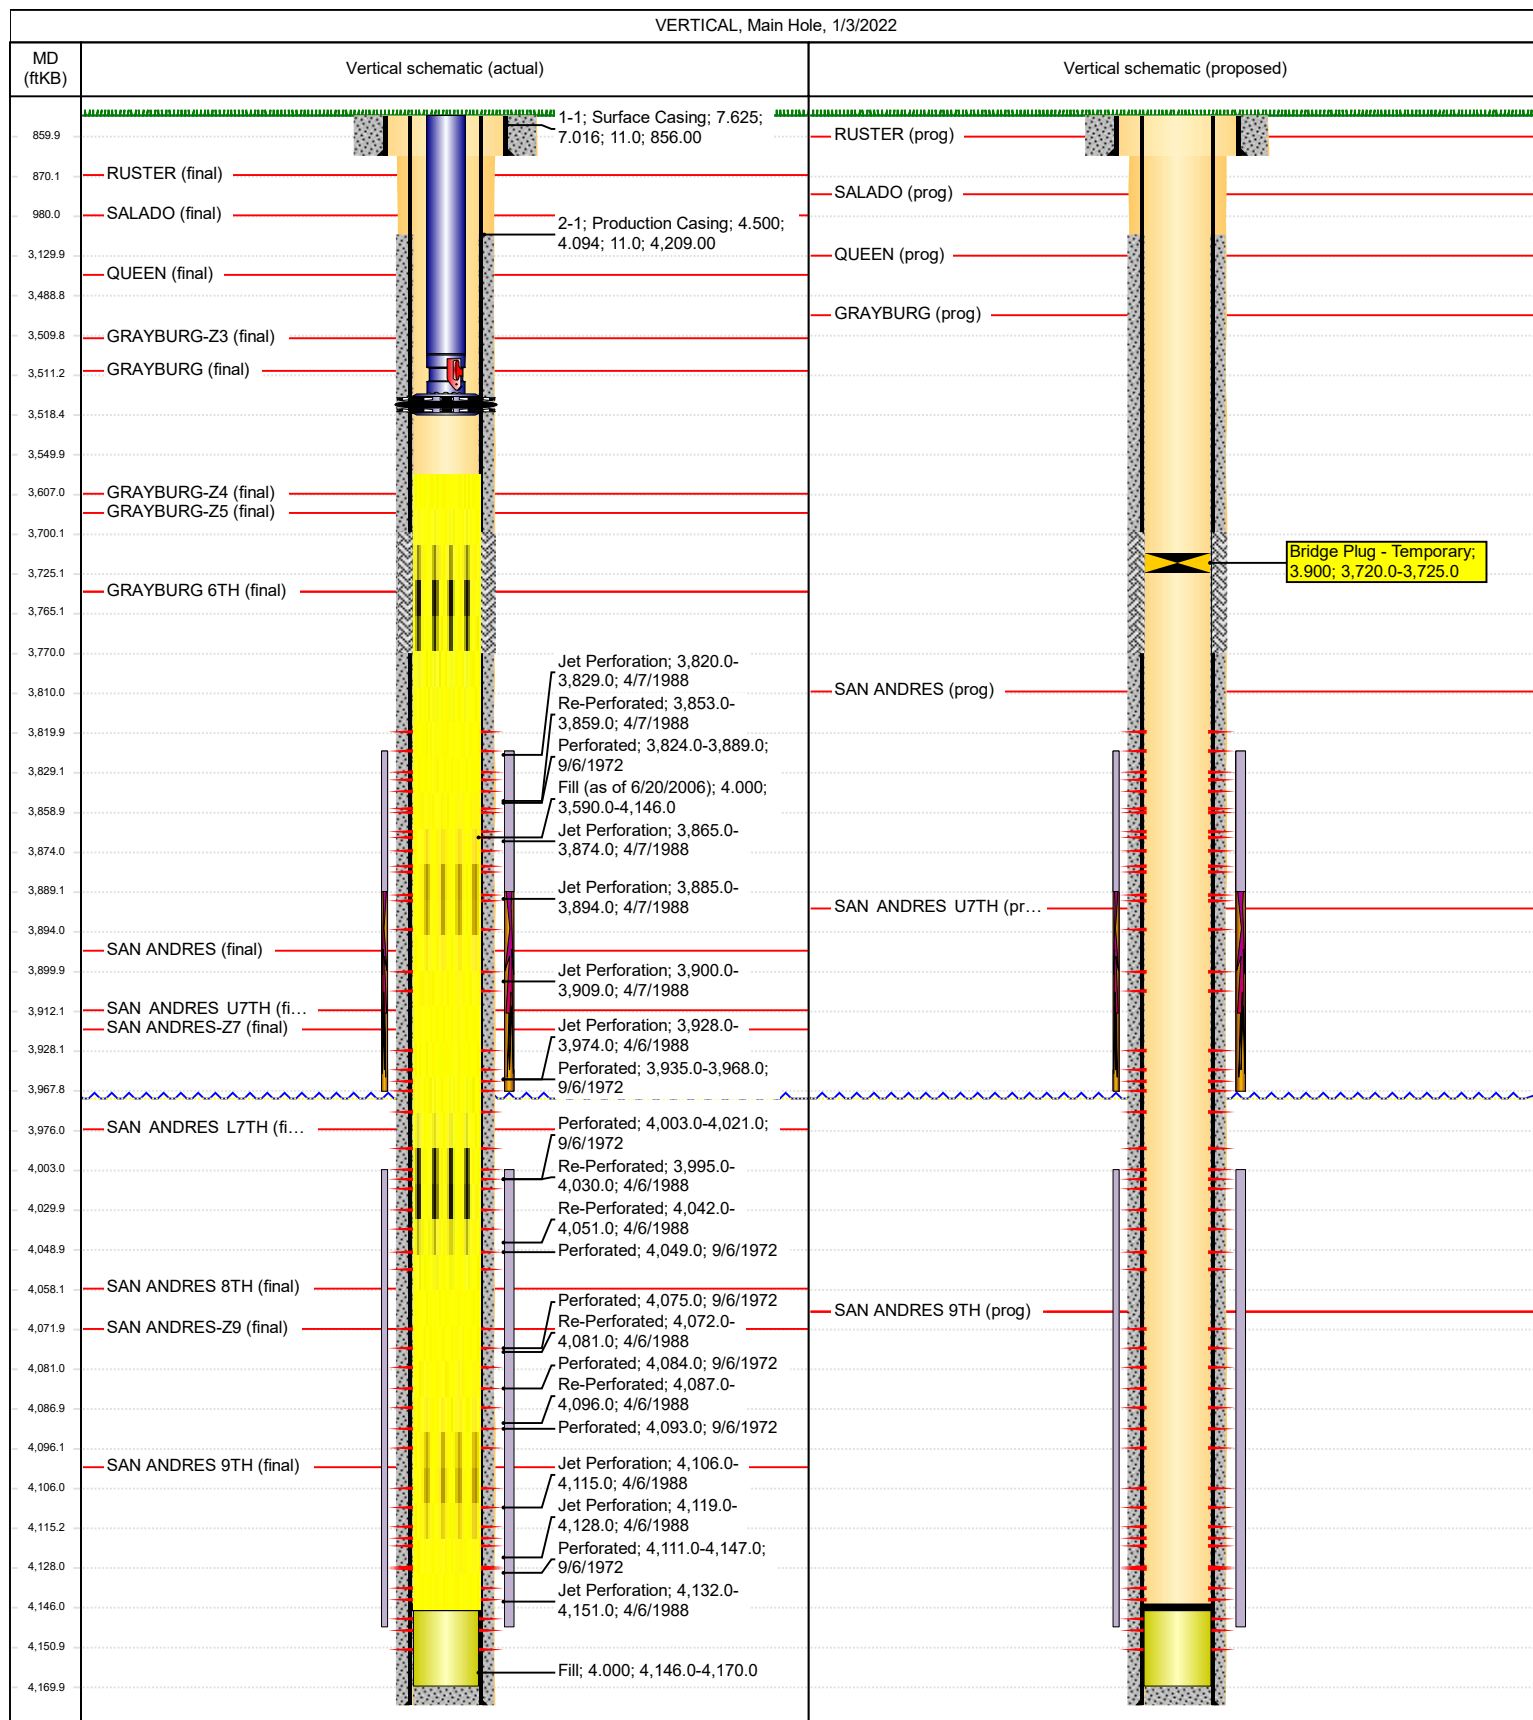 VERTICAL, Main Hole, 1/3/2022
MD
(ftKB)
Vertical schematic (actual)
Vertical schematic (proposed)
859.9
870.1
980.0
3,129.9
3,488.8
3,509.8
3,511.2
3,518.4
3,549.9
3,607.0
3,700.1
3,725.1
3,765.1
3,770.0
3,810.0
3,819.9
3,829.1
3,858.9
3,874.0
3,889.1
3,894.0
3,899.9
3,912.1
3,928.1
3,967.8
3,976.0
4,003.0
4,029.9
4,048.9
4,058.1
4,071.9
4,081.0
4,086.9
4,096.1
4,106.0
4,115.2
4,128.0
4,146.0
4,150.9
4,169.9
RUSTER (final)
SALADO (final)
QUEEN (final)
GRAYBURG-Z3 (final)
GRAYBURG (final)
GRAYBURG-Z4 (final)
GRAYBURG-Z5 (final)
GRAYBURG 6TH (final)
SAN ANDRES (final)
SAN ANDRES U7TH (fi...
SAN ANDRES-Z7 (final)
SAN ANDRES L7TH (fi...
SAN ANDRES 8TH (final)
SAN ANDRES-Z9 (final)
SAN ANDRES 9TH (final)
1-1; Surface Casing; 7.625;
7.016; 11.0; 856.00
2-1; Production Casing; 4.500;
4.094; 11.0; 4,209.00
Jet Perforation; 3,820.0-
3,829.0; 4/7/1988
Re-Perforated; 3,853.0-
3,859.0; 4/7/1988
Perforated; 3,824.0-3,889.0;
9/6/1972
Fill (as of 6/20/2006); 4.000;
3,590.0-4,146.0
Jet Perforation; 3,865.0-
3,874.0; 4/7/1988
Jet Perforation; 3,885.0-
3,894.0; 4/7/1988
Jet Perforation; 3,900.0-
3,909.0; 4/7/1988
Jet Perforation; 3,928.0-
3,974.0; 4/6/1988
Perforated; 3,935.0-3,968.0;
9/6/1972
Perforated; 4,003.0-4,021.0;
9/6/1972
Re-Perforated; 3,995.0-
4,030.0; 4/6/1988
Re-Perforated; 4,042.0-
4,051.0; 4/6/1988
Perforated; 4,049.0; 9/6/1972
Perforated; 4,075.0; 9/6/1972
Re-Perforated; 4,072.0-
4,081.0; 4/6/1988
Perforated; 4,084.0; 9/6/1972
Re-Perforated; 4,087.0-
4,096.0; 4/6/1988
Perforated; 4,093.0; 9/6/1972
Jet Perforation; 4,106.0-
4,115.0; 4/6/1988
Jet Perforation; 4,119.0-
4,128.0; 4/6/1988
Perforated; 4,111.0-4,147.0;
9/6/1972
Jet Perforation; 4,132.0-
4,151.0; 4/6/1988
Fill; 4.000; 4,146.0-4,170.0
RUSTER (prog)
SALADO (prog)
QUEEN (prog)
GRAYBURG (prog)
Bridge Plug - Temporary;
3.900; 3,720.0-3,725.0
SAN ANDRES (prog)
SAN ANDRES U7TH (pr...
SAN ANDRES 9TH (prog)